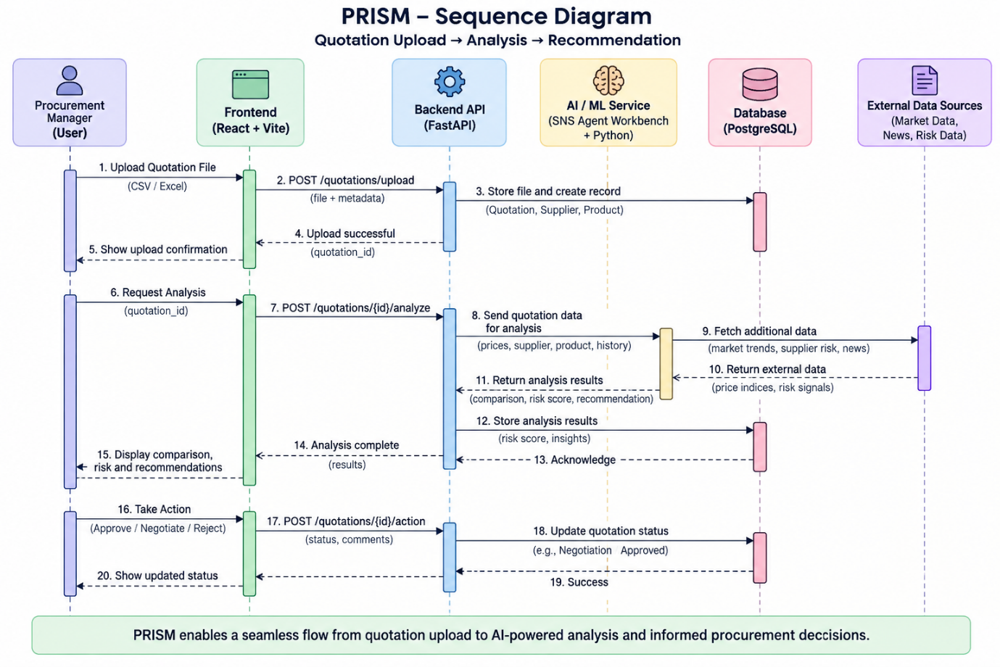 PRISM – Sequence Diagram
Quotation Upload → Analysis → Recommendation
Procurement
Manager
(User)
Frontend
(React + Vite)
Backend API
(FastAPI)
AI / ML Service
(SNS Agent Workbench
+ Python)
Database
(PostgreSQL)
External Data Sources
(Market Data,
News, Risk Data)
1. Upload Quotation File
(CSV / Excel)
2. POST /quotations/upload
(file + metadata)
3. Store file and create record
(Quotation, Supplier, Product)
4. Upload successful
(quotation_id)
5. Show upload confirmation
6. Request Analysis
(quotation_id)
7. POST /quotations/{id}/analyze
8. Send quotation data
for analysis
(prices, supplier, product, history)
9. Fetch additional data
(market trends, supplier risk, news)
10. Return external data
(price indices, risk signals)
11. Return analysis results
(comparison, risk score, recommendation)
12. Store analysis results
(risk score, insights)
13. Acknowledge
14. Analysis complete
(results)
15. Display comparison,
risk and recommendations
16. Take Action
(Approve / Negotiate / Reject)
17. POST /quotations/{id}/action
(status, comments)
18. Update quotation status
(e.g., Negotiation Approved)
19. Success
20. Show updated status
PRISM enables a seamless flow from quotation upload to AI-powered analysis and informed procurement deccisions.